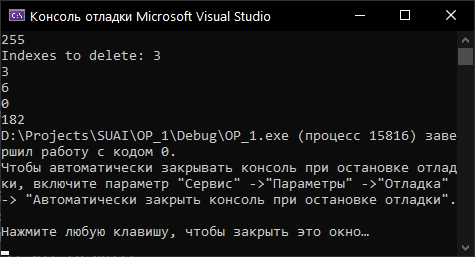 Консоль отладки Microsoft Visual Studio
255
Indexes to delete: 3
3
6
0
182
D:\Projects\SUAI\OP_1\Debug\OP_1.exe (процесс 15816) заве
ршил работу с кодом 0.
Чтобы автоматически закрывать консоль при остановке отлад
ки, включите параметр "Сервис" ->"Параметры" ->"Отладка"
-> "Автоматически закрыть консоль при остановке отладки".
Нажмите любую клавишу, чтобы закрыть это окно…